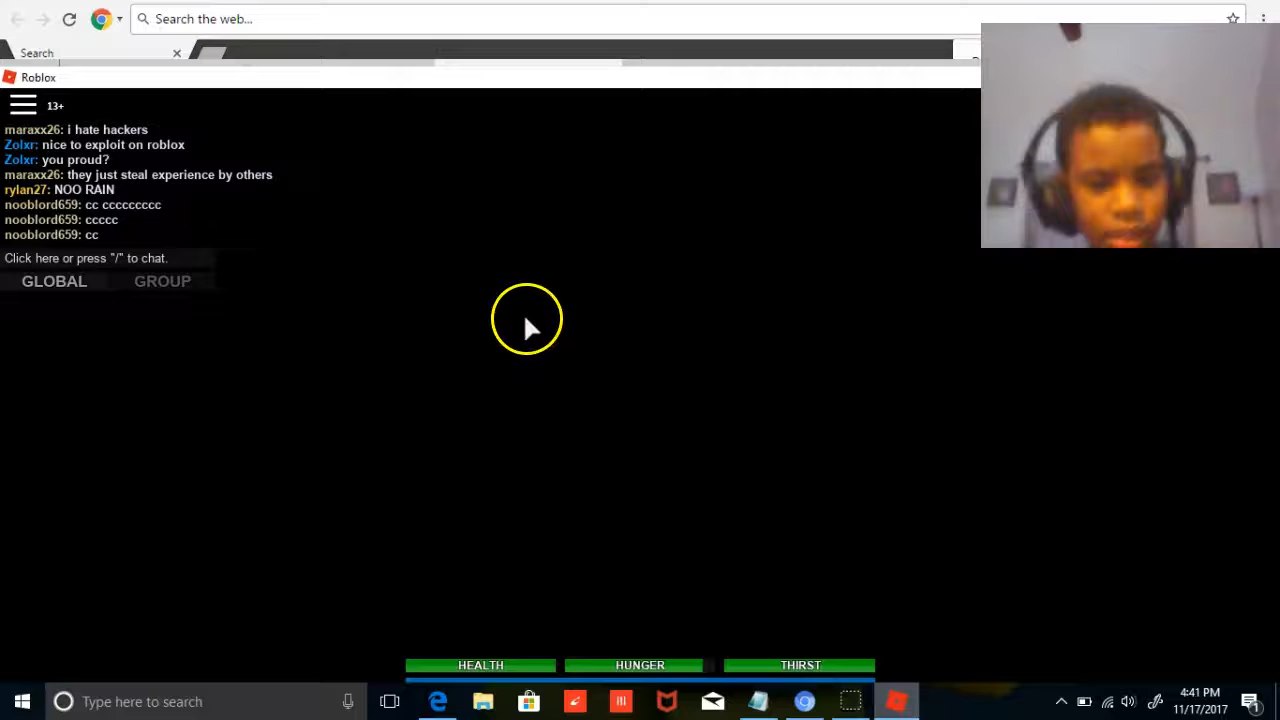 Search the web...
Search
Roblox
13+
maraxx26: i hate hackers
Zolxr: nice to exploit on roblox
Zolxr: you proud?
maraxx26: they just steal experience by others
rylan27: NOO RAIN
nooblord659: cc ccccccccc
nooblord659: ccccc
nooblord659: cc
Click here or press "/" to chat.
GLOBAL GROUP
HEALTH HUNGER THIRST
Type here to search
4:41 PM
11/17/2017